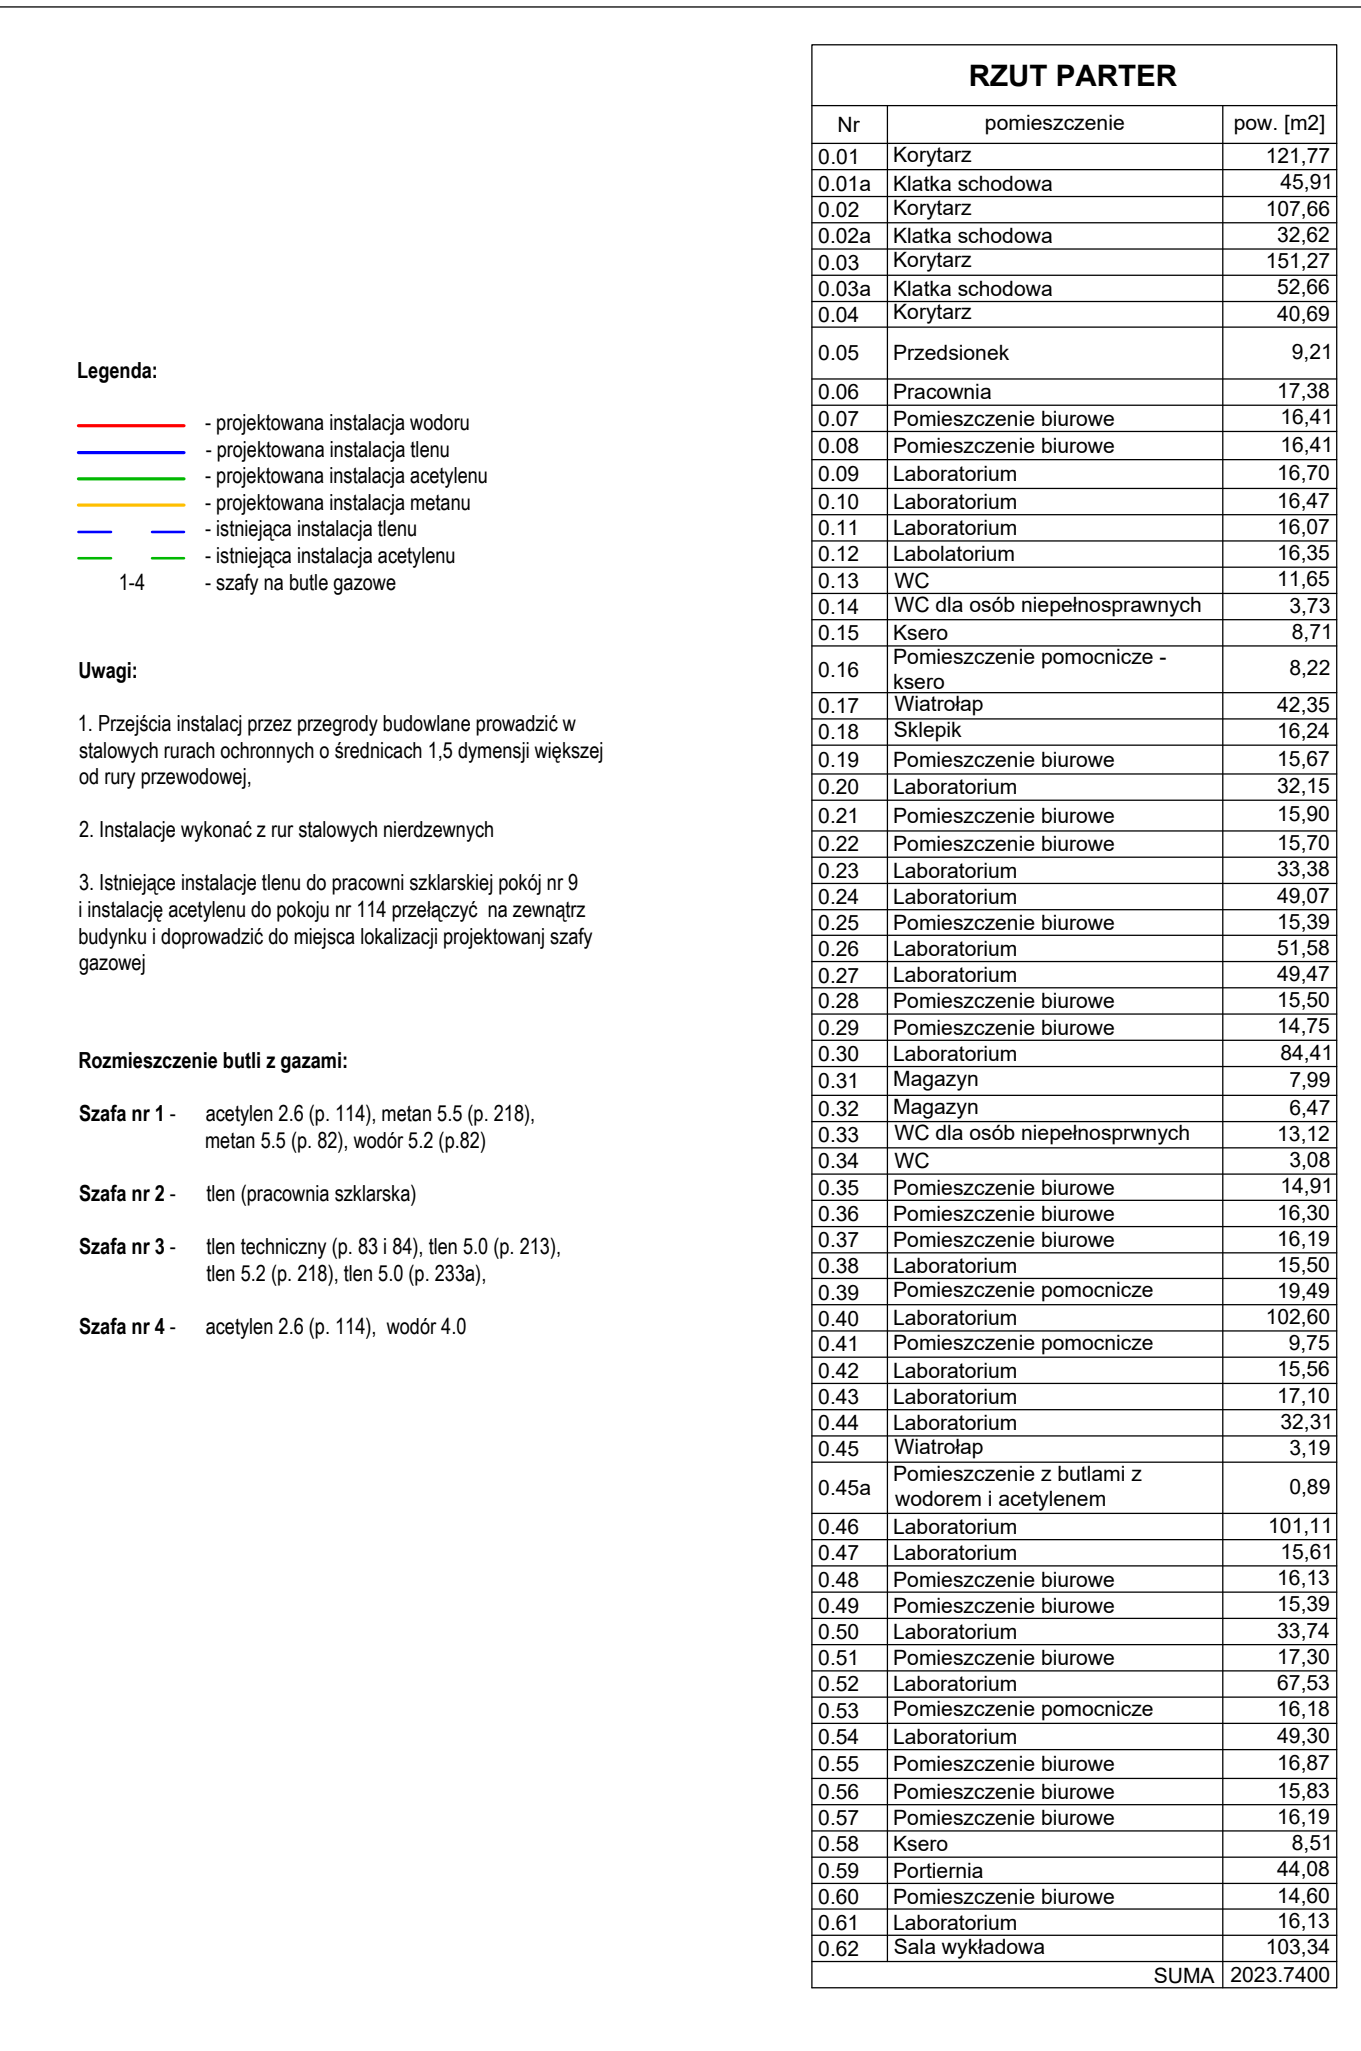 Legenda:
- projektowana instalacja wodoru
- projektowana instalacja tlenu
- projektowana instalacja acetylenu
- projektowana instalacja metanu
- istniejąca instalacja tlenu
- istniejąca instalacja acetylenu
1-4 - szafy na butle gazowe
Uwagi:
1. Przejścia instalacj przez przegrody budowlane prowadzić w
stalowych rurach ochronnych o średnicach 1,5 dymensji większej
od rury przewodowej,
2. Instalacje wykonać z rur stalowych nierdzewnych
3. Istniejące instalacje tlenu do pracowni szklarskiej pokój nr 9
i instalację acetylenu do pokoju nr 114 przełączyć na zewnątrz
budynku i doprowadzić do miejsca lokalizacji projektowanj szafy
gazowej
Rozmieszczenie butli z gazami:
Szafa nr 1 - acetylen 2.6 (p. 114), metan 5.5 (p. 218),
metan 5.5 (p. 82), wodór 5.2 (p.82)
Szafa nr 2 - tlen (pracownia szklarska)
Szafa nr 3 - tlen techniczny (p. 83 i 84), tlen 5.0 (p. 213),
tlen 5.2 (p. 218), tlen 5.0 (p. 233a),
Szafa nr 4 - acetylen 2.6 (p. 114), wodór 4.0
RZUT PARTER
Nr pomieszczenie pow. [m2]
0.01 Korytarz 121,77
0.01a Klatka schodowa 45,91
0.02 Korytarz 107,66
0.02a Klatka schodowa 32,62
0.03 Korytarz 151,27
0.03a Klatka schodowa 52,66
0.04 Korytarz 40,69
0.05 Przedsionek 9,21
0.06 Pracownia 17,38
0.07 Pomieszczenie biurowe 16,41
0.08 Pomieszczenie biurowe 16,41
0.09 Laboratorium 16,70
0.10 Laboratorium 16,47
0.11 Laboratorium 16,07
0.12 Labolatorium 16,35
0.13 WC 11,65
0.14 WC dla osób niepełnosprawnych 3,73
0.15 Ksero 8,71
0.16 Pomieszczenie pomocnicze - 8,22
ksero
0.17 Wiatrołap 42,35
0.18 Sklepik 16,24
0.19 Pomieszczenie biurowe 15,67
0.20 Laboratorium 32,15
0.21 Pomieszczenie biurowe 15,90
0.22 Pomieszczenie biurowe 15,70
0.23 Laboratorium 33,38
0.24 Laboratorium 49,07
0.25 Pomieszczenie biurowe 15,39
0.26 Laboratorium 51,58
0.27 Laboratorium 49,47
0.28 Pomieszczenie biurowe 15,50
0.29 Pomieszczenie biurowe 14,75
0.30 Laboratorium 84,41
0.31 Magazyn 7,99
0.32 Magazyn 6,47
0.33 WC dla osób niepełnosprwnych 13,12
0.34 WC 3,08
0.35 Pomieszczenie biurowe 14,91
0.36 Pomieszczenie biurowe 16,30
0.37 Pomieszczenie biurowe 16,19
0.38 Laboratorium 15,50
0.39 Pomieszczenie pomocnicze 19,49
0.40 Laboratorium 102,60
0.41 Pomieszczenie pomocnicze 9,75
0.42 Laboratorium 15,56
0.43 Laboratorium 17,10
0.44 Laboratorium 32,31
0.45 Wiatrołap 3,19
0.45a Pomieszczenie z butlami z 0,89
wodorem i acetylenem
0.46 Laboratorium 101,11
0.47 Laboratorium 15,61
0.48 Pomieszczenie biurowe 16,13
0.49 Pomieszczenie biurowe 15,39
0.50 Laboratorium 33,74
0.51 Pomieszczenie biurowe 17,30
0.52 Laboratorium 67,53
0.53 Pomieszczenie pomocnicze 16,18
0.54 Laboratorium 49,30
0.55 Pomieszczenie biurowe 16,87
0.56 Pomieszczenie biurowe 15,83
0.57 Pomieszczenie biurowe 16,19
0.58 Ksero 8,51
0.59 Portiernia 44,08
0.60 Pomieszczenie biurowe 14,60
0.61 Laboratorium 16,13
0.62 Sala wykładowa 103,34
SUMA 2023.7400